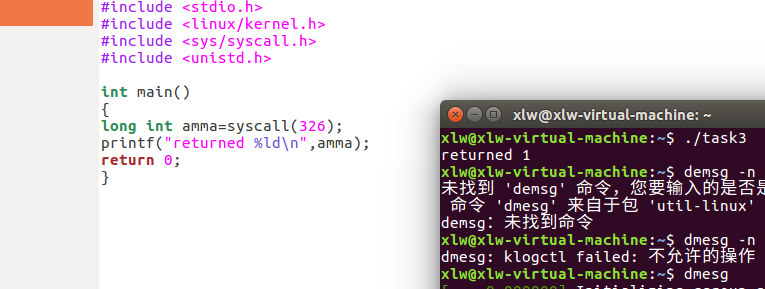 #include <stdio.h>
#include <linux/kernel.h>
#include <sys/syscall.h>
#include <unistd.h>
int main()
{
long int amma=syscall(326);
printf("returned %ld\n",amma);
return 0;
}
xlw@xlw-virtual-machine: ~
xlw@xlw-virtual-machine:~$ ./task3
returned 1
xlw@xlw-virtual-machine:~$ demsg -n
未找到 'demsg' 命令，您要输入的是否是
命令 'dmesg' 来自于包 'util-linux'
demsg: 未找到命令
xlw@xlw-virtual-machine:~$ dmesg -n
dmesg: klogctl failed: 不允许的操作
xlw@xlw-virtual-machine:~$ dmesg